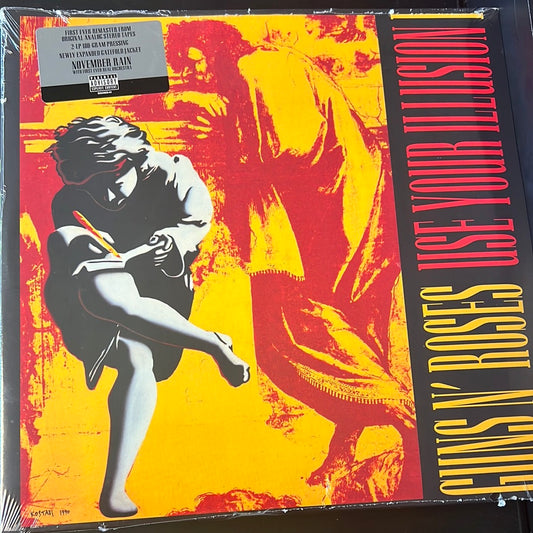 FIRST EVER REMASTER FROM
ORIGINAL ANALOG STEREO TAPES
2-LP 180-GRAM PRESSING
NEWLY EXPANDED GATEFOLD JACKET
NOVEMBER RAIN
WITH FIRST EVER REAL ORCHESTRA
PARENTAL
ADVISORY
EXPLICIT CONTENT
GUNS N' ROSES USE YOUR ILLUSION I
KOSTABI 1990